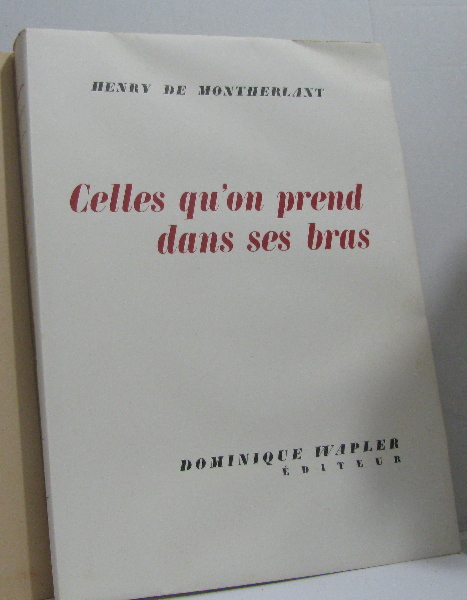 HENRY DE MONTHERLANT
Celles qu'on prend
dans ses bras
DOMINIQUE WAPLER
ÉDITEUR